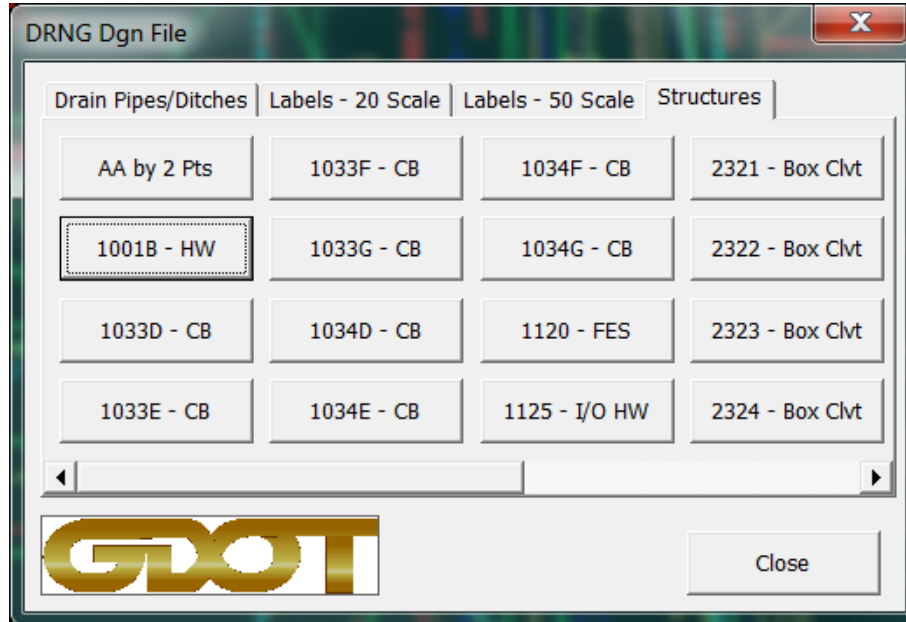 DRNG Dgn File
Drain Pipes/Ditches Labels - 20 Scale Labels - 50 Scale Structures
AA by 2 Pts 1033F - CB 1034F - CB 2321 - Box Clvt
1001B - HW 1033G - CB 1034G - CB 2322 - Box Clvt
1033D - CB 1034D - CB 1120 - FES 2323 - Box Clvt
1033E - CB 1034E - CB 1125 - I/O HW 2324 - Box Clvt
GDOT
Close